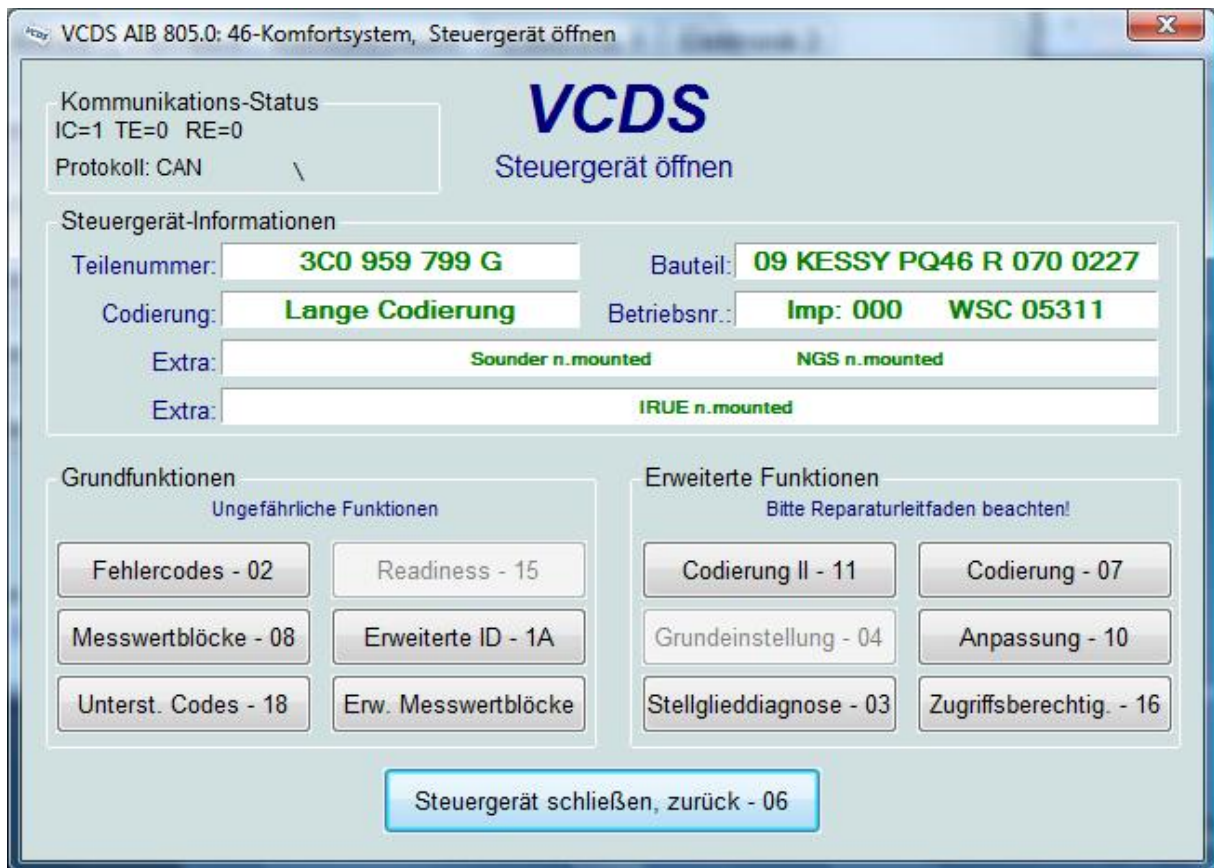 VCDS AIB 805.0: 46-Komfortsystem, Steuergerät öffnen
Kommunikations-Status
IC=1 TE=0 RE=0
Protokoll: CAN \
VCDS
Steuergerät öffnen
Steuergerät-Informationen
Teilenummer: 3C0 959 799 G Bauteil: 09 KESSY PQ46 R 070 0227
Codierung: Lange Codierung Betriebsnr.: Imp: 000 WSC 05311
Extra: Sounder n.mounted NGS n.mounted
Extra: IRUE n.mounted
Grundfunktionen
Ungefährliche Funktionen
Fehlercodes - 02 Readiness - 15
Messwertblöcke - 08 Erweiterte ID - 1A
Unterst. Codes - 18 Erw. Messwertblöcke
Erweiterte Funktionen
Bitte Reparaturleitfaden beachten!
Codierung II - 11 Codierung - 07
Grundeinstellung - 04 Anpassung - 10
Stellglieddiagnose - 03 Zugriffsberechtig. - 16
Steuergerät schließen, zurück - 06